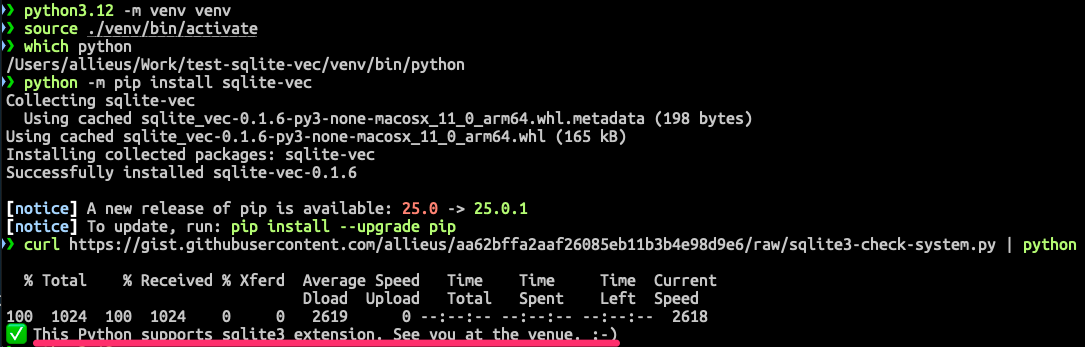 ❯ python3.12 -m venv venv
❯ source ./venv/bin/activate
❯ which python
/Users/allieus/Work/test-sqlite-vec/venv/bin/python
❯ python -m pip install sqlite-vec
Collecting sqlite-vec
  Using cached sqlite_vec-0.1.6-py3-none-macosx_11_0_arm64.whl.metadata (198 bytes)
Using cached sqlite_vec-0.1.6-py3-none-macosx_11_0_arm64.whl (165 kB)
Installing collected packages: sqlite-vec
Successfully installed sqlite-vec-0.1.6
[notice] A new release of pip is available: 25.0 -> 25.0.1
[notice] To update, run: pip install --upgrade pip
❯ curl https://gist.githubusercontent.com/allieus/aa62bffa2aaf26085eb11b3b4e98d9e6/raw/sqlite3-check-system.py | python
  % Total    % Received % Xferd  Average Speed   Time    Time     Time  Current
                                 Dload  Upload   Total   Spent    Left  Speed
100  1024  100  1024    0     0   2619      0 --:--:-- --:--:-- --:--:--  2618
✅ This Python supports sqlite3 extension. See you at the venue. :-)